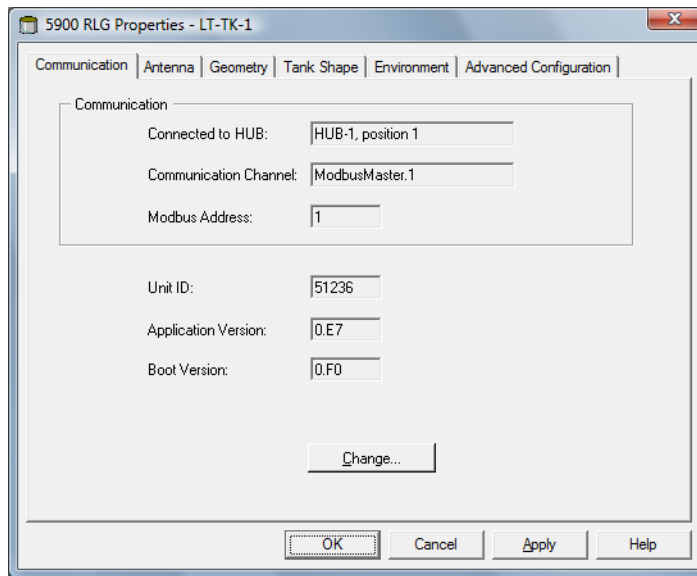 5900 RLG Properties - LT-TK-1
Communication Antenna Geometry Tank Shape Environment Advanced Configuration
Communication
Connected to HUB: HUB-1, position 1
Communication Channel: ModbusMaster.1
Modbus Address: 1
Unit ID: 51236
Application Version: 0.E7
Boot Version: 0.F0
Change...
OK Cancel Apply Help